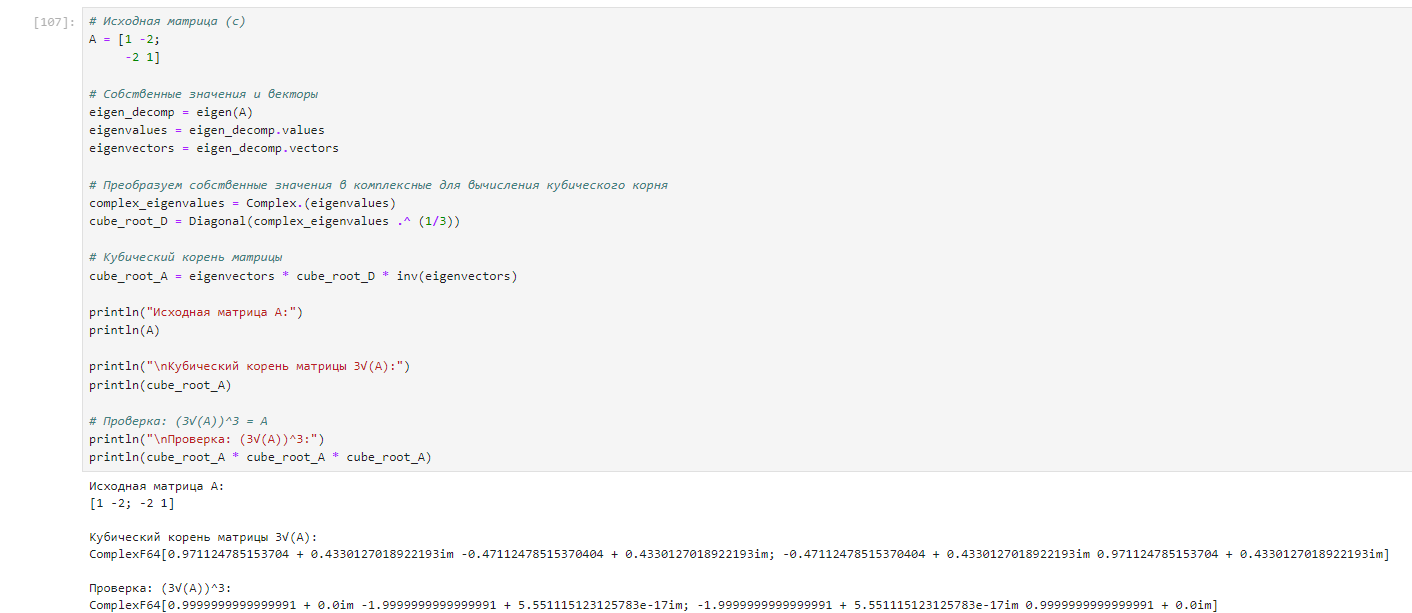 [107]: # Исходная матрица (c)
A = [1 -2;
-2 1]
# Собственные значения и векторы
eigen_decomp = eigen(A)
eigenvalues = eigen_decomp.values
eigenvectors = eigen_decomp.vectors
# Преобразуем собственные значения в комплексные для вычисления кубического корня
complex_eigenvalues = Complex.(eigenvalues)
cube_root_D = Diagonal(complex_eigenvalues .^ (1/3))
# Кубический корень матрицы
cube_root_A = eigenvectors * cube_root_D * inv(eigenvectors)
println("Исходная матрица A:")
println(A)
println("\nКубический корень матрицы 3√(A):")
println(cube_root_A)
# Проверка: (3√(A))^3 = A
println("\nПроверка: (3√(A))^3:")
println(cube_root_A * cube_root_A * cube_root_A)
Исходная матрица A:
[1 -2; -2 1]
Кубический корень матрицы 3√(A):
ComplexF64[0.971124785153704 + 0.4330127018922193im -0.47112478515370404 + 0.4330127018922193im; -0.47112478515370404 + 0.4330127018922193im 0.971124785153704 + 0.4330127018922193im]
Проверка: (3√(A))^3:
ComplexF64[0.9999999999999991 + 0.0im -1.9999999999999991 + 5.551115123125783e-17im; -1.9999999999999991 + 5.551115123125783e-17im 0.9999999999999991 + 0.0im]